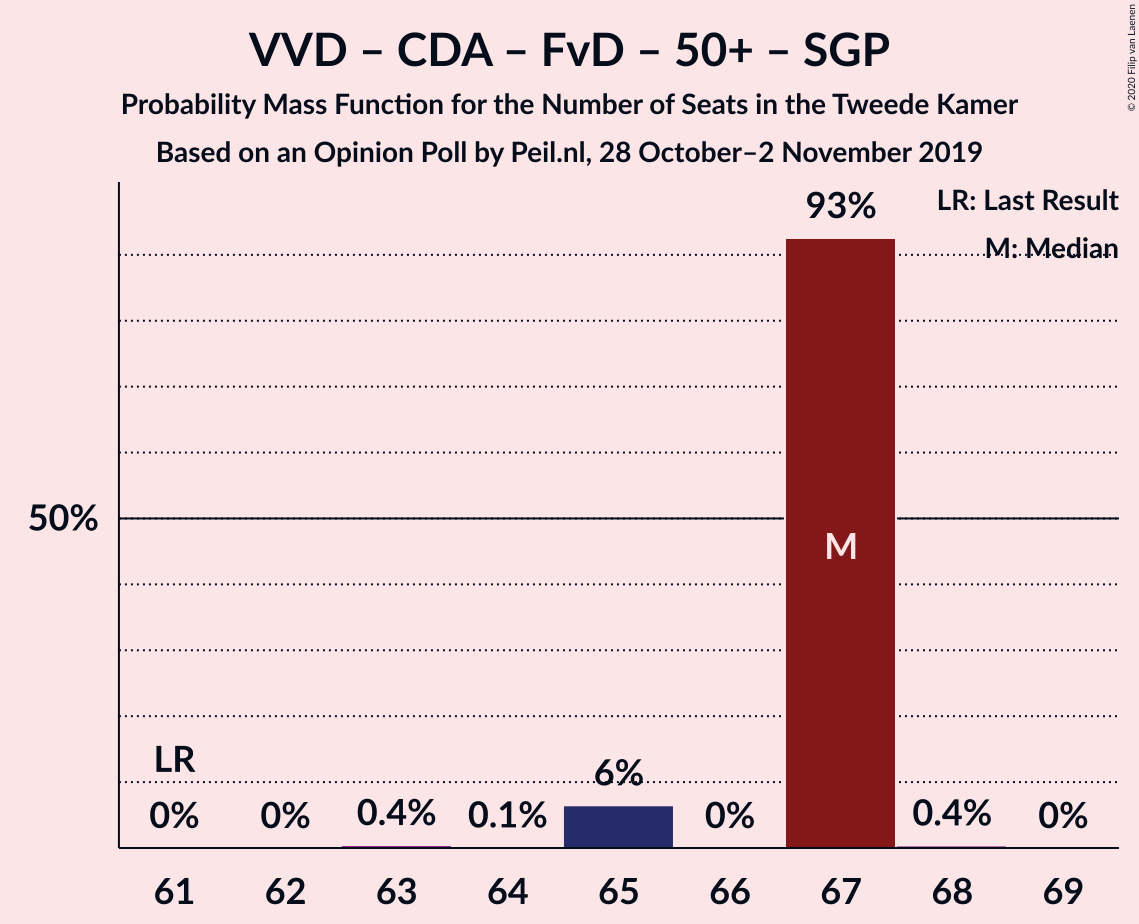 VVD – CDA – FvD – 50+ – SGP
Probability Mass Function for the Number of Seats in the Tweede Kamer
Based on an Opinion Poll by Peil.nl, 28 October–2 November 2019
© 2020 Filip van Laenen
LR: Last Result
M: Median
93%
50%
M
LR
6%
0% 0% 0.4% 0.1% 0% 0.4% 0%
61 62 63 64 65 66 67 68 69